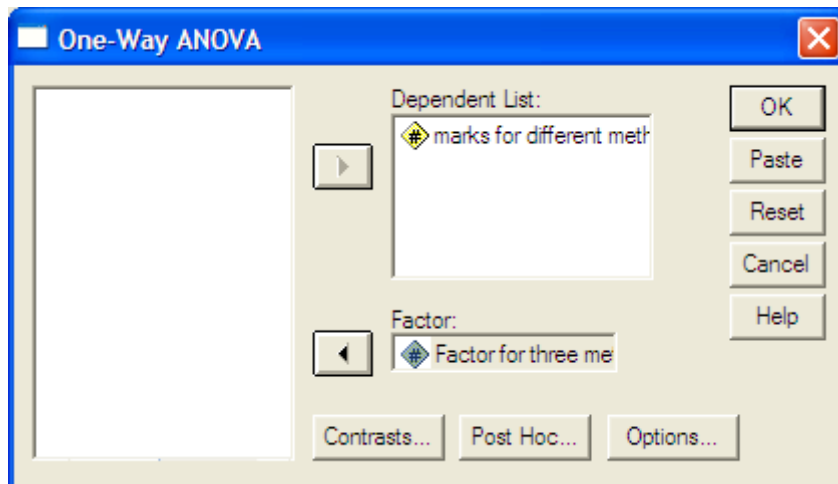 One-Way ANOVA
Dependent List:
# marks for different meth
Factor:
# Factor for three met
OK
Paste
Reset
Cancel
Help
Contrasts... Post Hoc... Options...